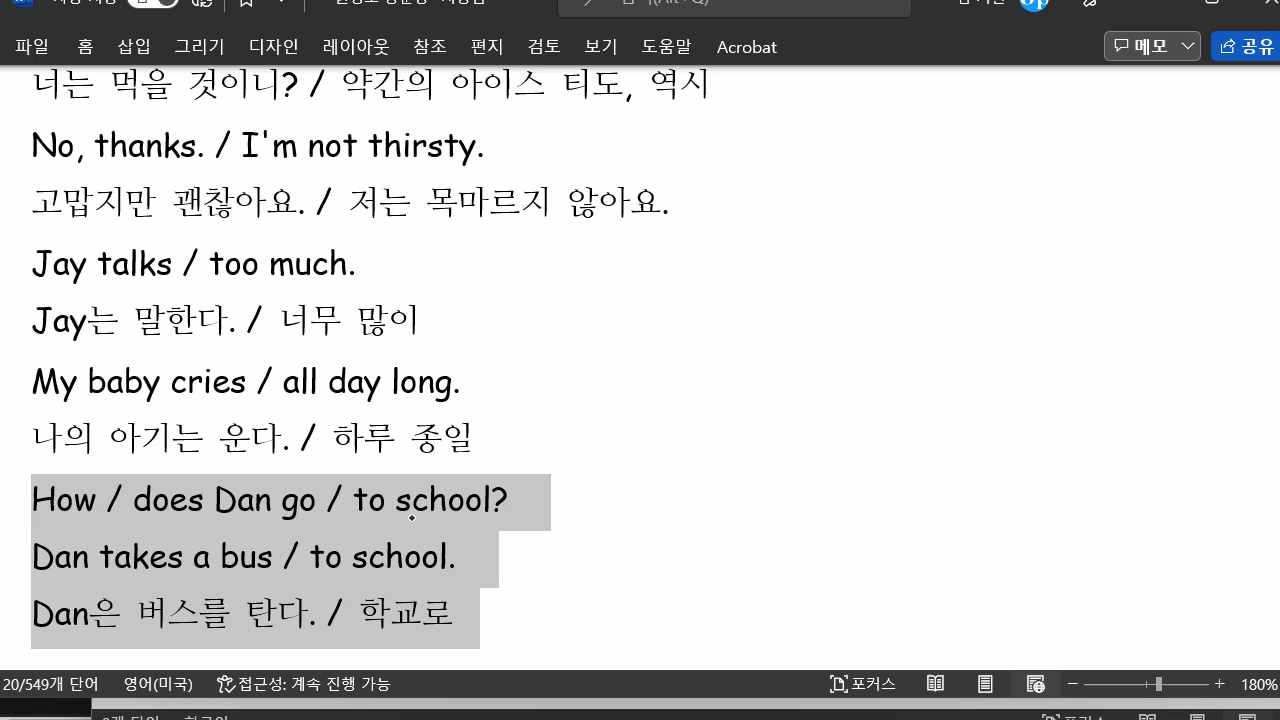 파일 홈 삽입 그리기 디자인 레이아웃 참조 편지 검토 보기 도움말 Acrobat 메모 공유
너는 먹을 것이니? / 약간의 아이스 티도, 역시
No, thanks. / I'm not thirsty.
고맙지만 괜찮아요. / 저는 목마르지 않아요.
Jay talks / too much.
Jay는 말한다. / 너무 많이
My baby cries / all day long.
나의 아기는 운다. / 하루 종일
How / does Dan go / to school?
Dan takes a bus / to school.
Dan은 버스를 탄다. / 학교로
20/549개 단어 영어(미국) 접근성: 계속 진행 가능 포커스 180%